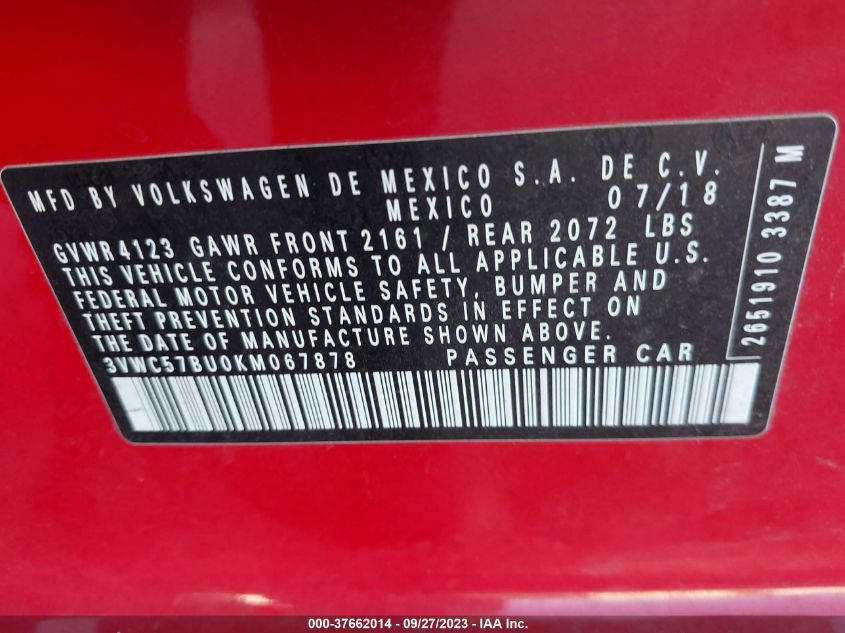 MFD BY VOLKSWAGEN DE MEXICO S.A. DE C.V.
MEXICO 07/18
GVWR 4123 GAWR FRONT 2161 / REAR 2072 LBS
THIS VEHICLE CONFORMS TO ALL APPLICABLE U.S.
FEDERAL MOTOR VEHICLE SAFETY, BUMPER AND
THEFT PREVENTION STANDARDS IN EFFECT ON
THE DATE OF MANUFACTURE SHOWN ABOVE.
3VWC57BU0KM067878 PASSENGER CAR
2651910 3387 M
000-37662014 - 09/27/2023 - IAA Inc.